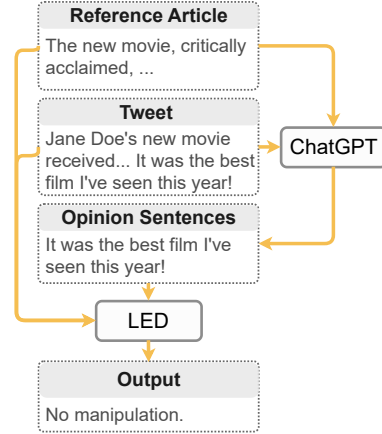 Reference Article
The new movie, critically
acclaimed, ...
Tweet
Jane Doe's new movie
received... It was the best
film I've seen this year!
ChatGPT
Opinion Sentences
It was the best film I've
seen this year!
LED
Output
No manipulation.